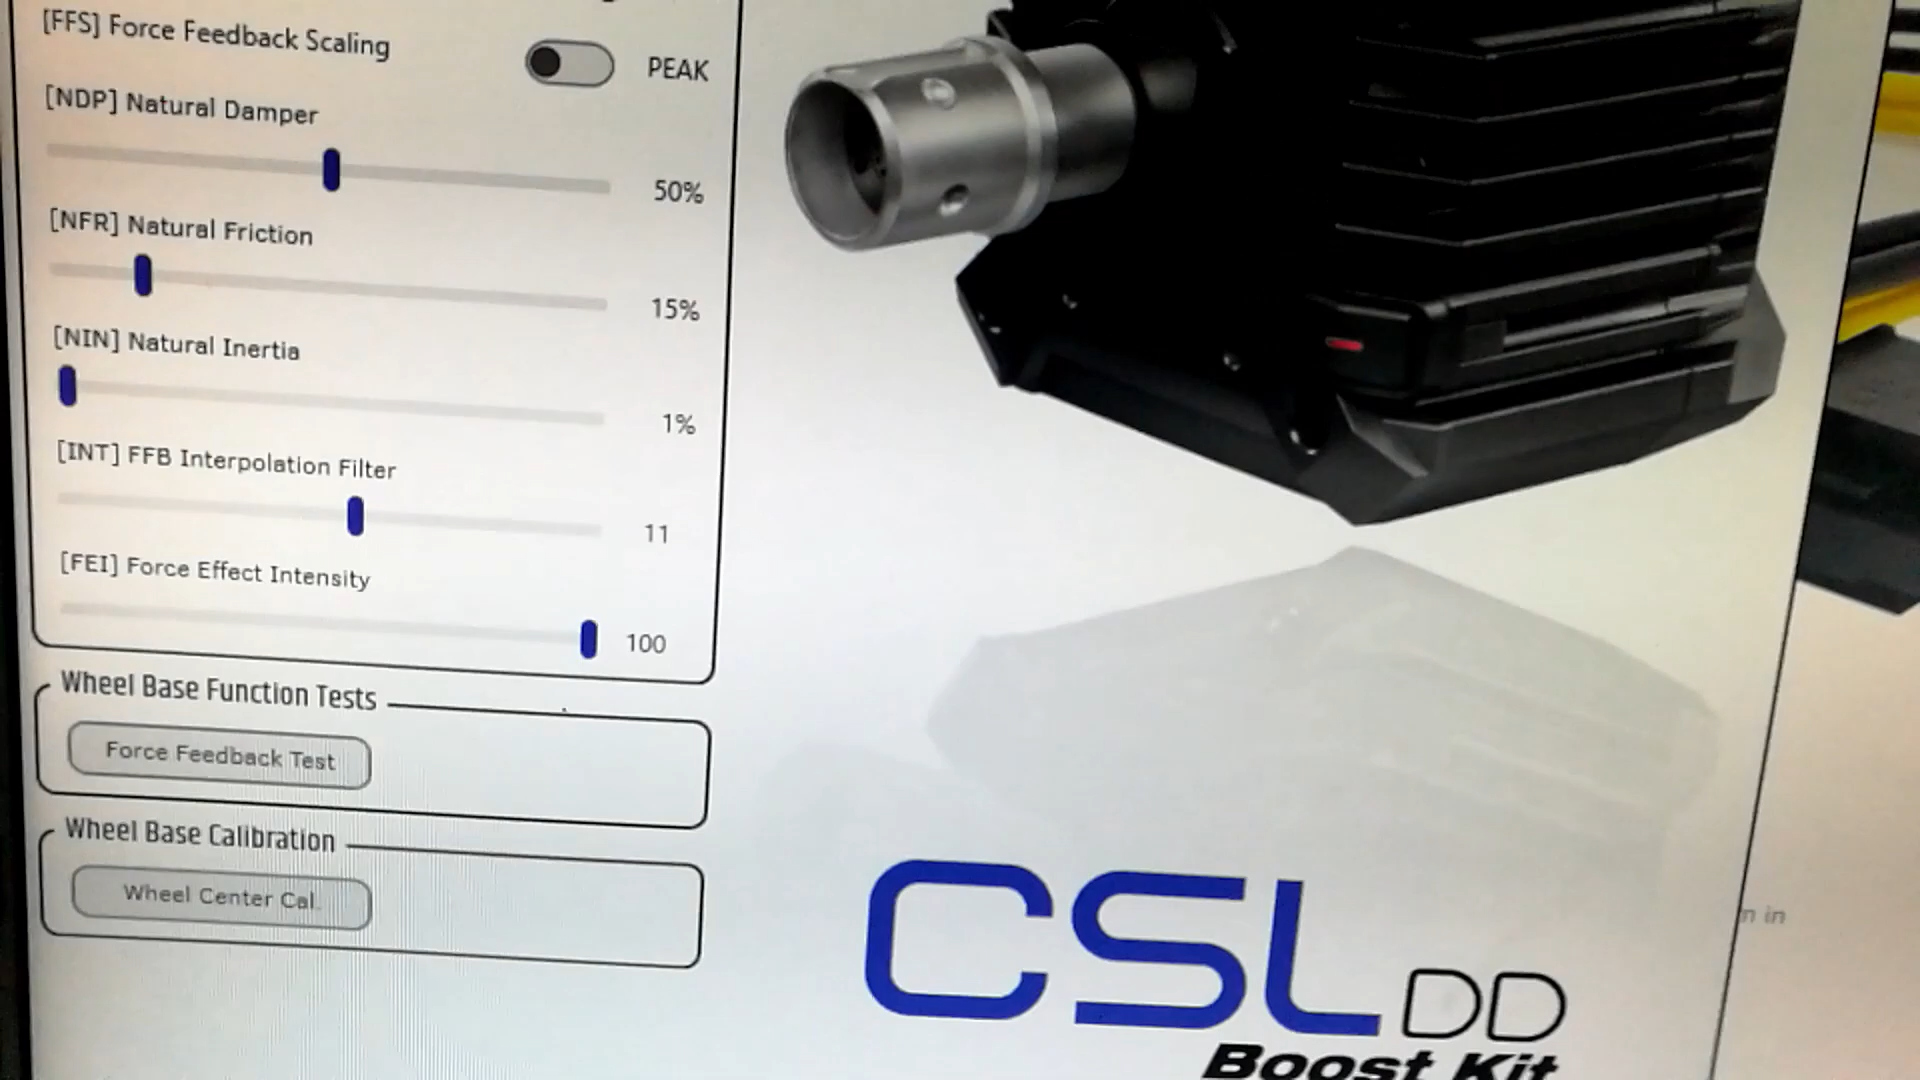 [FFS] Force Feedback Scaling
PEAK
[NDP] Natural Damper
50%
[NFR] Natural Friction
15%
[NIN] Natural Inertia
1%
[INT] FFB Interpolation Filter
11
[FEI] Force Effect Intensity
100
Wheel Base Function Tests
Force Feedback Test
Wheel Base Calibration
Wheel Center Cal.
CSL DD
Boost Kit
n in